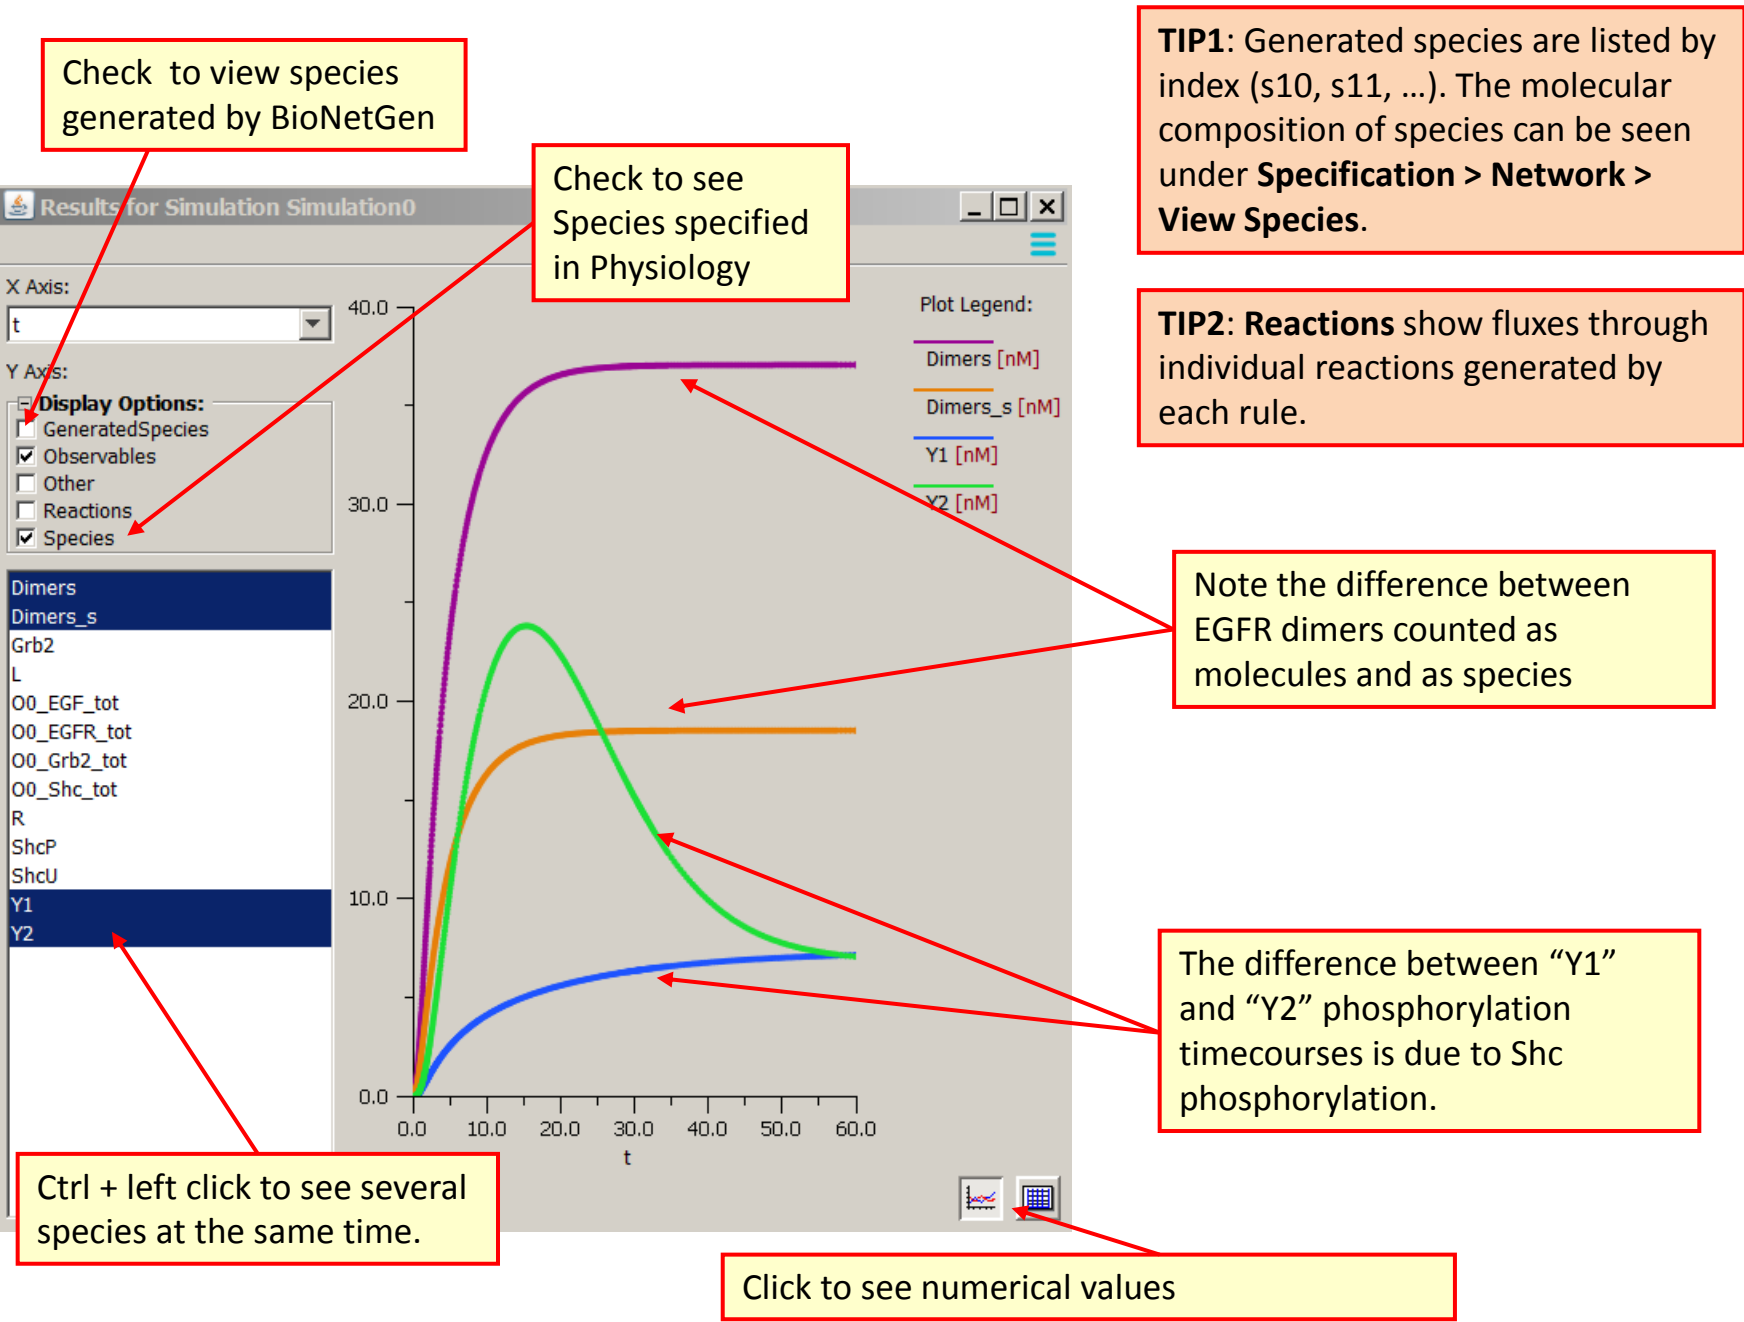 Check  to view species
generated by BioNetGen
Check to see
Species specified
in Physiology
TIP1: Generated species are listed by
index (s10, s11, …). The molecular
composition of species can be seen
under Specification > Network >
View Species.
TIP2: Reactions show fluxes through
individual reactions generated by
each rule.
Results for Simulation Simulation0
X Axis:
t
Y Axis:
Display Options:
GeneratedSpecies
Observables
Other
Reactions
Species
Dimers
Dimers_s
Grb2
L
O0_EGF_tot
O0_EGFR_tot
O0_Grb2_tot
O0_Shc_tot
R
ShcP
ShcU
Y1
Y2
40.0
30.0
20.0
10.0
0.0
0.0 10.0 20.0 30.0 40.0 50.0 60.0
t
Plot Legend:
Dimers [nM]
Dimers_s [nM]
Y1 [nM]
Y2 [nM]
Note the difference between
EGFR dimers counted as
molecules and as species
The difference between “Y1”
and “Y2” phosphorylation
timecourses is due to Shc
phosphorylation.
Ctrl + left click to see several
species at the same time.
Click to see numerical values